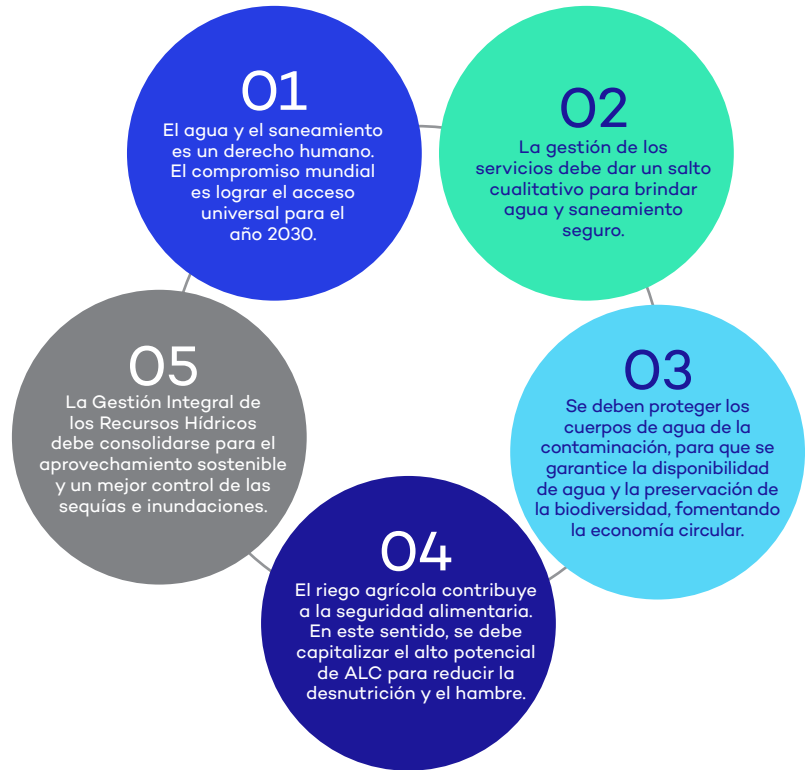 01
El agua y el saneamiento
es un derecho humano.
El compromiso mundial
es lograr el acceso
universal para el
año 2030.
02
La gestión de los
servicios debe dar un salto
cualitativo para brindar
agua y saneamiento
seguro.
03
Se deben proteger los
cuerpos de agua de la
contaminación, para que se
garantice la disponibilidad
de agua y la preservación de
la biodiversidad, fomentando
la economía circular.
04
El riego agrícola contribuye
a la seguridad alimentaria.
En este sentido, se debe
capitalizar el alto potencial
de ALC para reducir la
desnutrición y el hambre.
05
La Gestión Integral de
los Recursos Hídricos
debe consolidarse para el
aprovechamiento sostenible
y un mejor control de las
sequías e inundaciones.